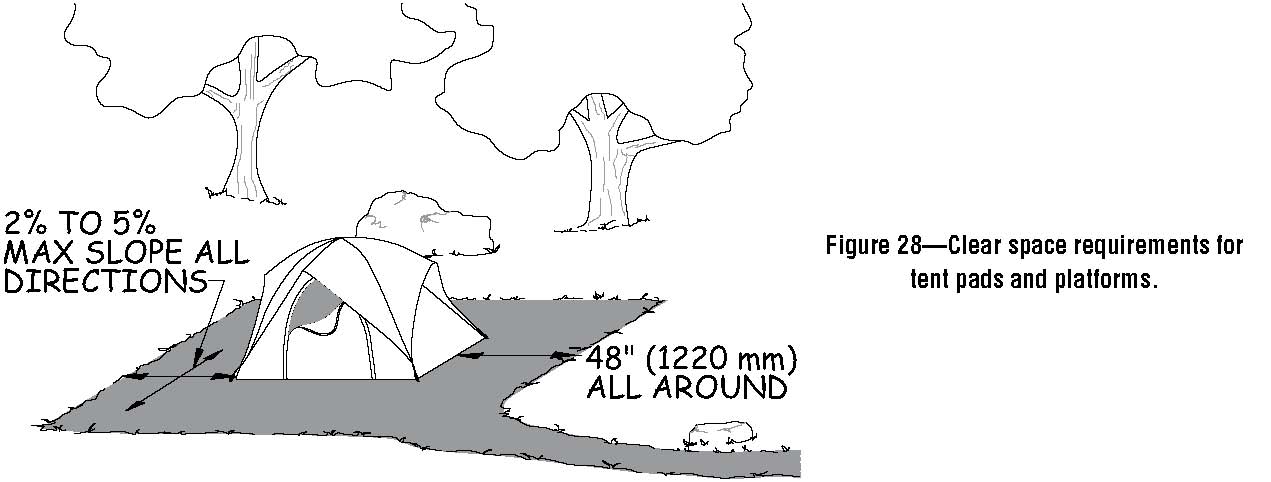 2% TO 5%
MAX SLOPE ALL
DIRECTIONS
48" (1220 mm)
ALL AROUND
Figure 28—Clear space requirements for
tent pads and platforms.